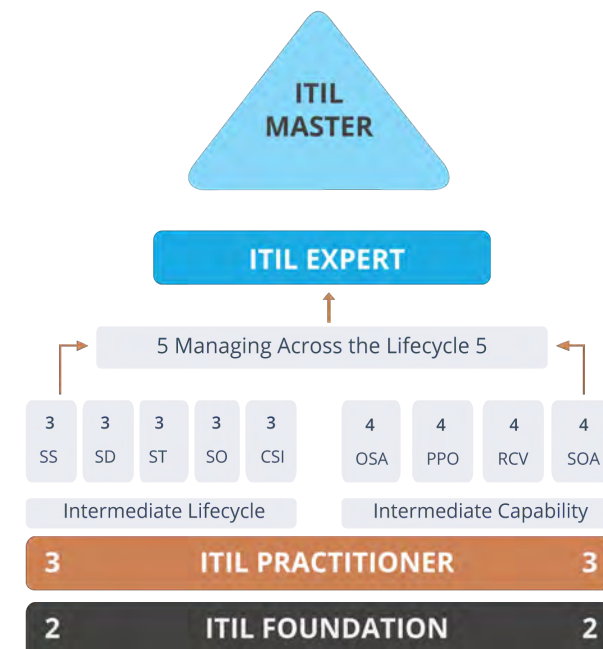 ITIL
MASTER
ITIL EXPERT
5 Managing Across the Lifecycle 5
3 3 3 3 3 4 4 4 4
SS SD ST SO CSI OSA PPO RCV SOA
Intermediate Lifecycle Intermediate Capability
3 ITIL PRACTITIONER 3
2 ITIL FOUNDATION 2